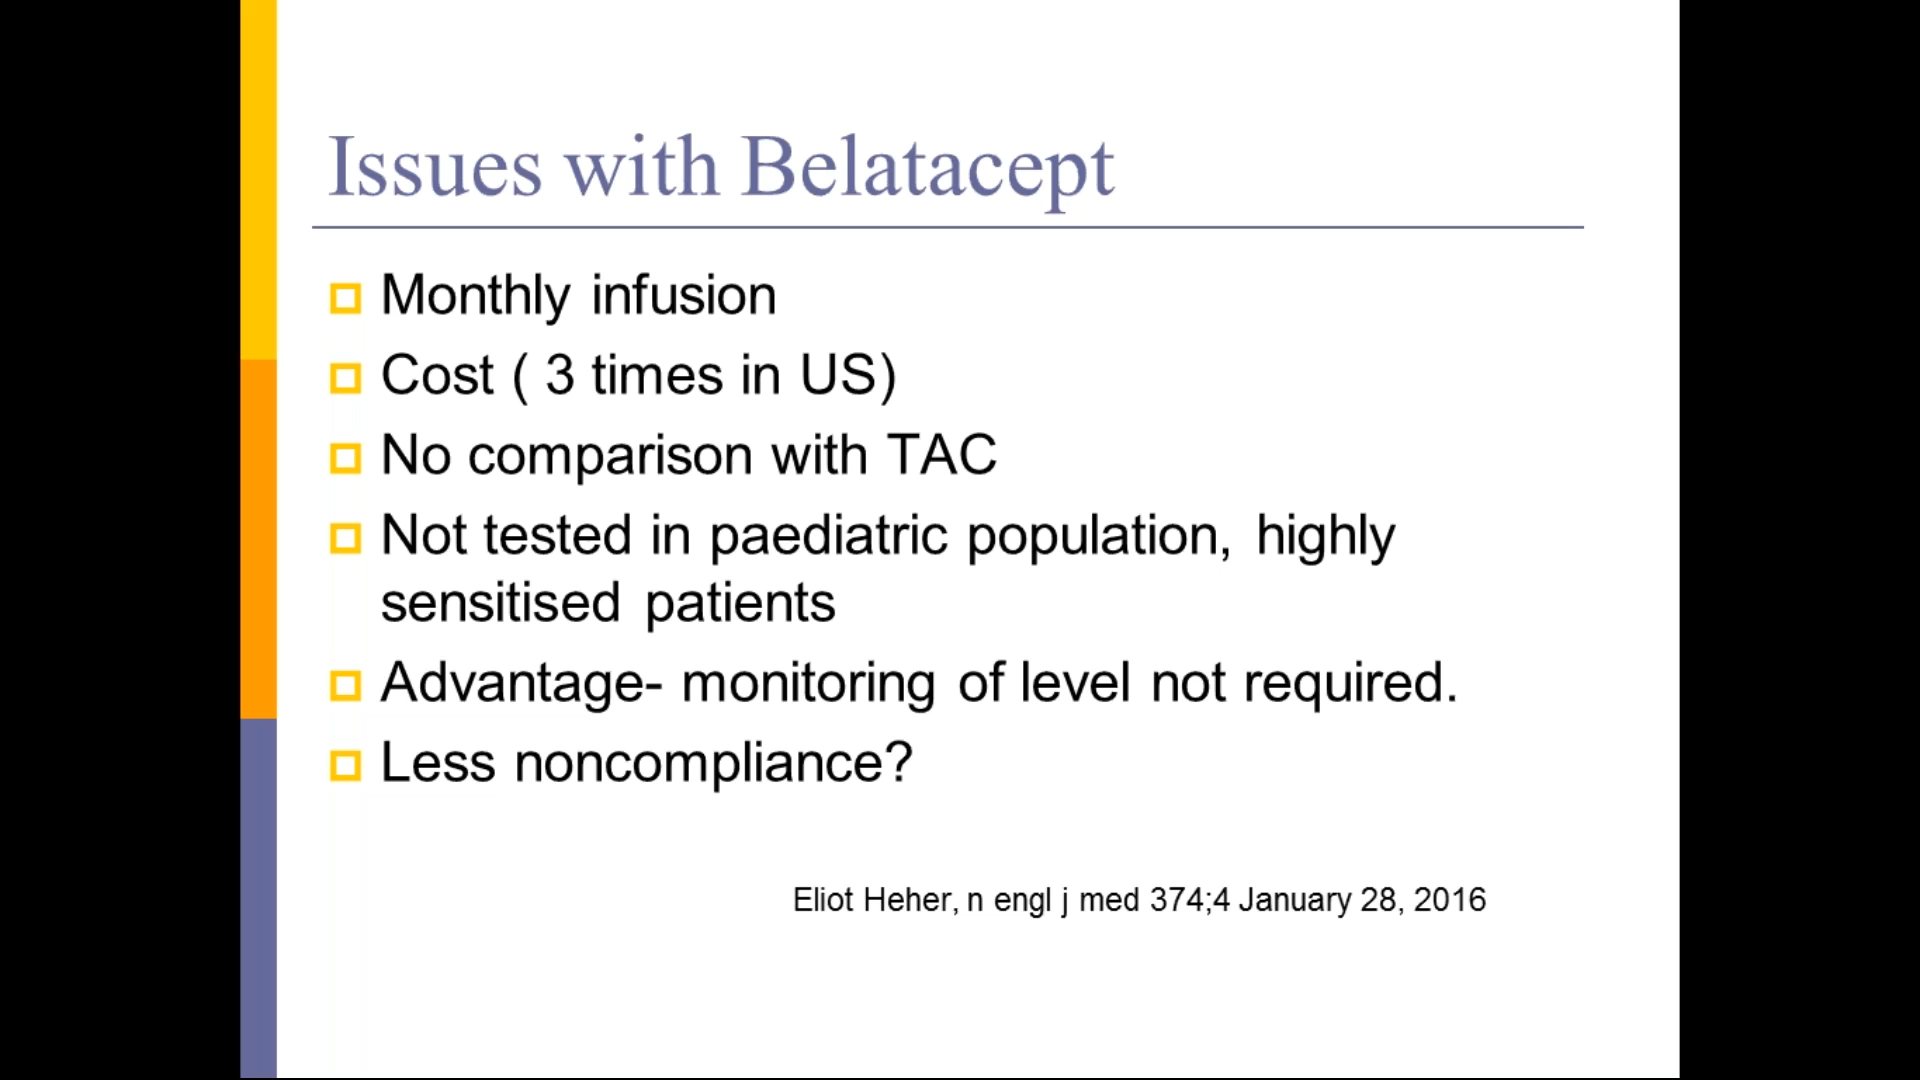 Issues with Belatacept
Monthly infusion
Cost ( 3 times in US)
No comparison with TAC
Not tested in paediatric population, highly
sensitised patients
Advantage- monitoring of level not required.
Less noncompliance?
Eliot Heher, n engl j med 374;4 January 28, 2016